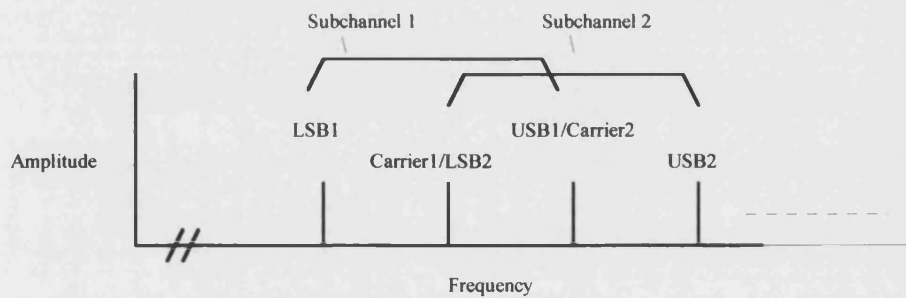 Subchannel 1 Subchannel 2
LSB1 USB1/Carrier2
Amplitude Carrier1/LSB2 USB2
Frequency